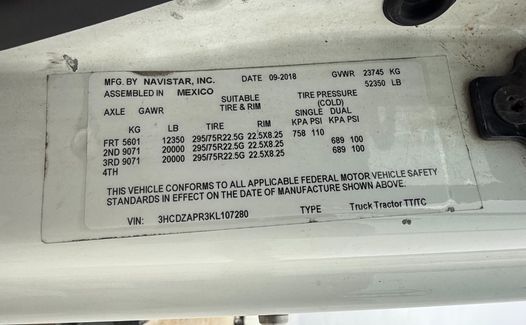 MFG. BY NAVISTAR, INC. DATE 09-2018 GVWR 23745 KG
ASSEMBLED IN MEXICO 52350 LB
SUITABLE TIRE PRESSURE
AXLE GAWR TIRE & RIM (COLD)
SINGLE DUAL
KG LB TIRE RIM KPA PSI KPA PSI
FRT 5601 12350 295/75R22.5G 22.5X8.25 758 110
2ND 9071 20000 295/75R22.5G 22.5X8.25 689 100
3RD 9071 20000 295/75R22.5G 22.5X8.25 689 100
4TH
THIS VEHICLE CONFORMS TO ALL APPLICABLE FEDERAL MOTOR VEHICLE SAFETY
STANDARDS IN EFFECT ON THE DATE OF MANUFACTURE SHOWN ABOVE.
VIN: 3HCDZAPR3KL107280 TYPE Truck Tractor TT/TC